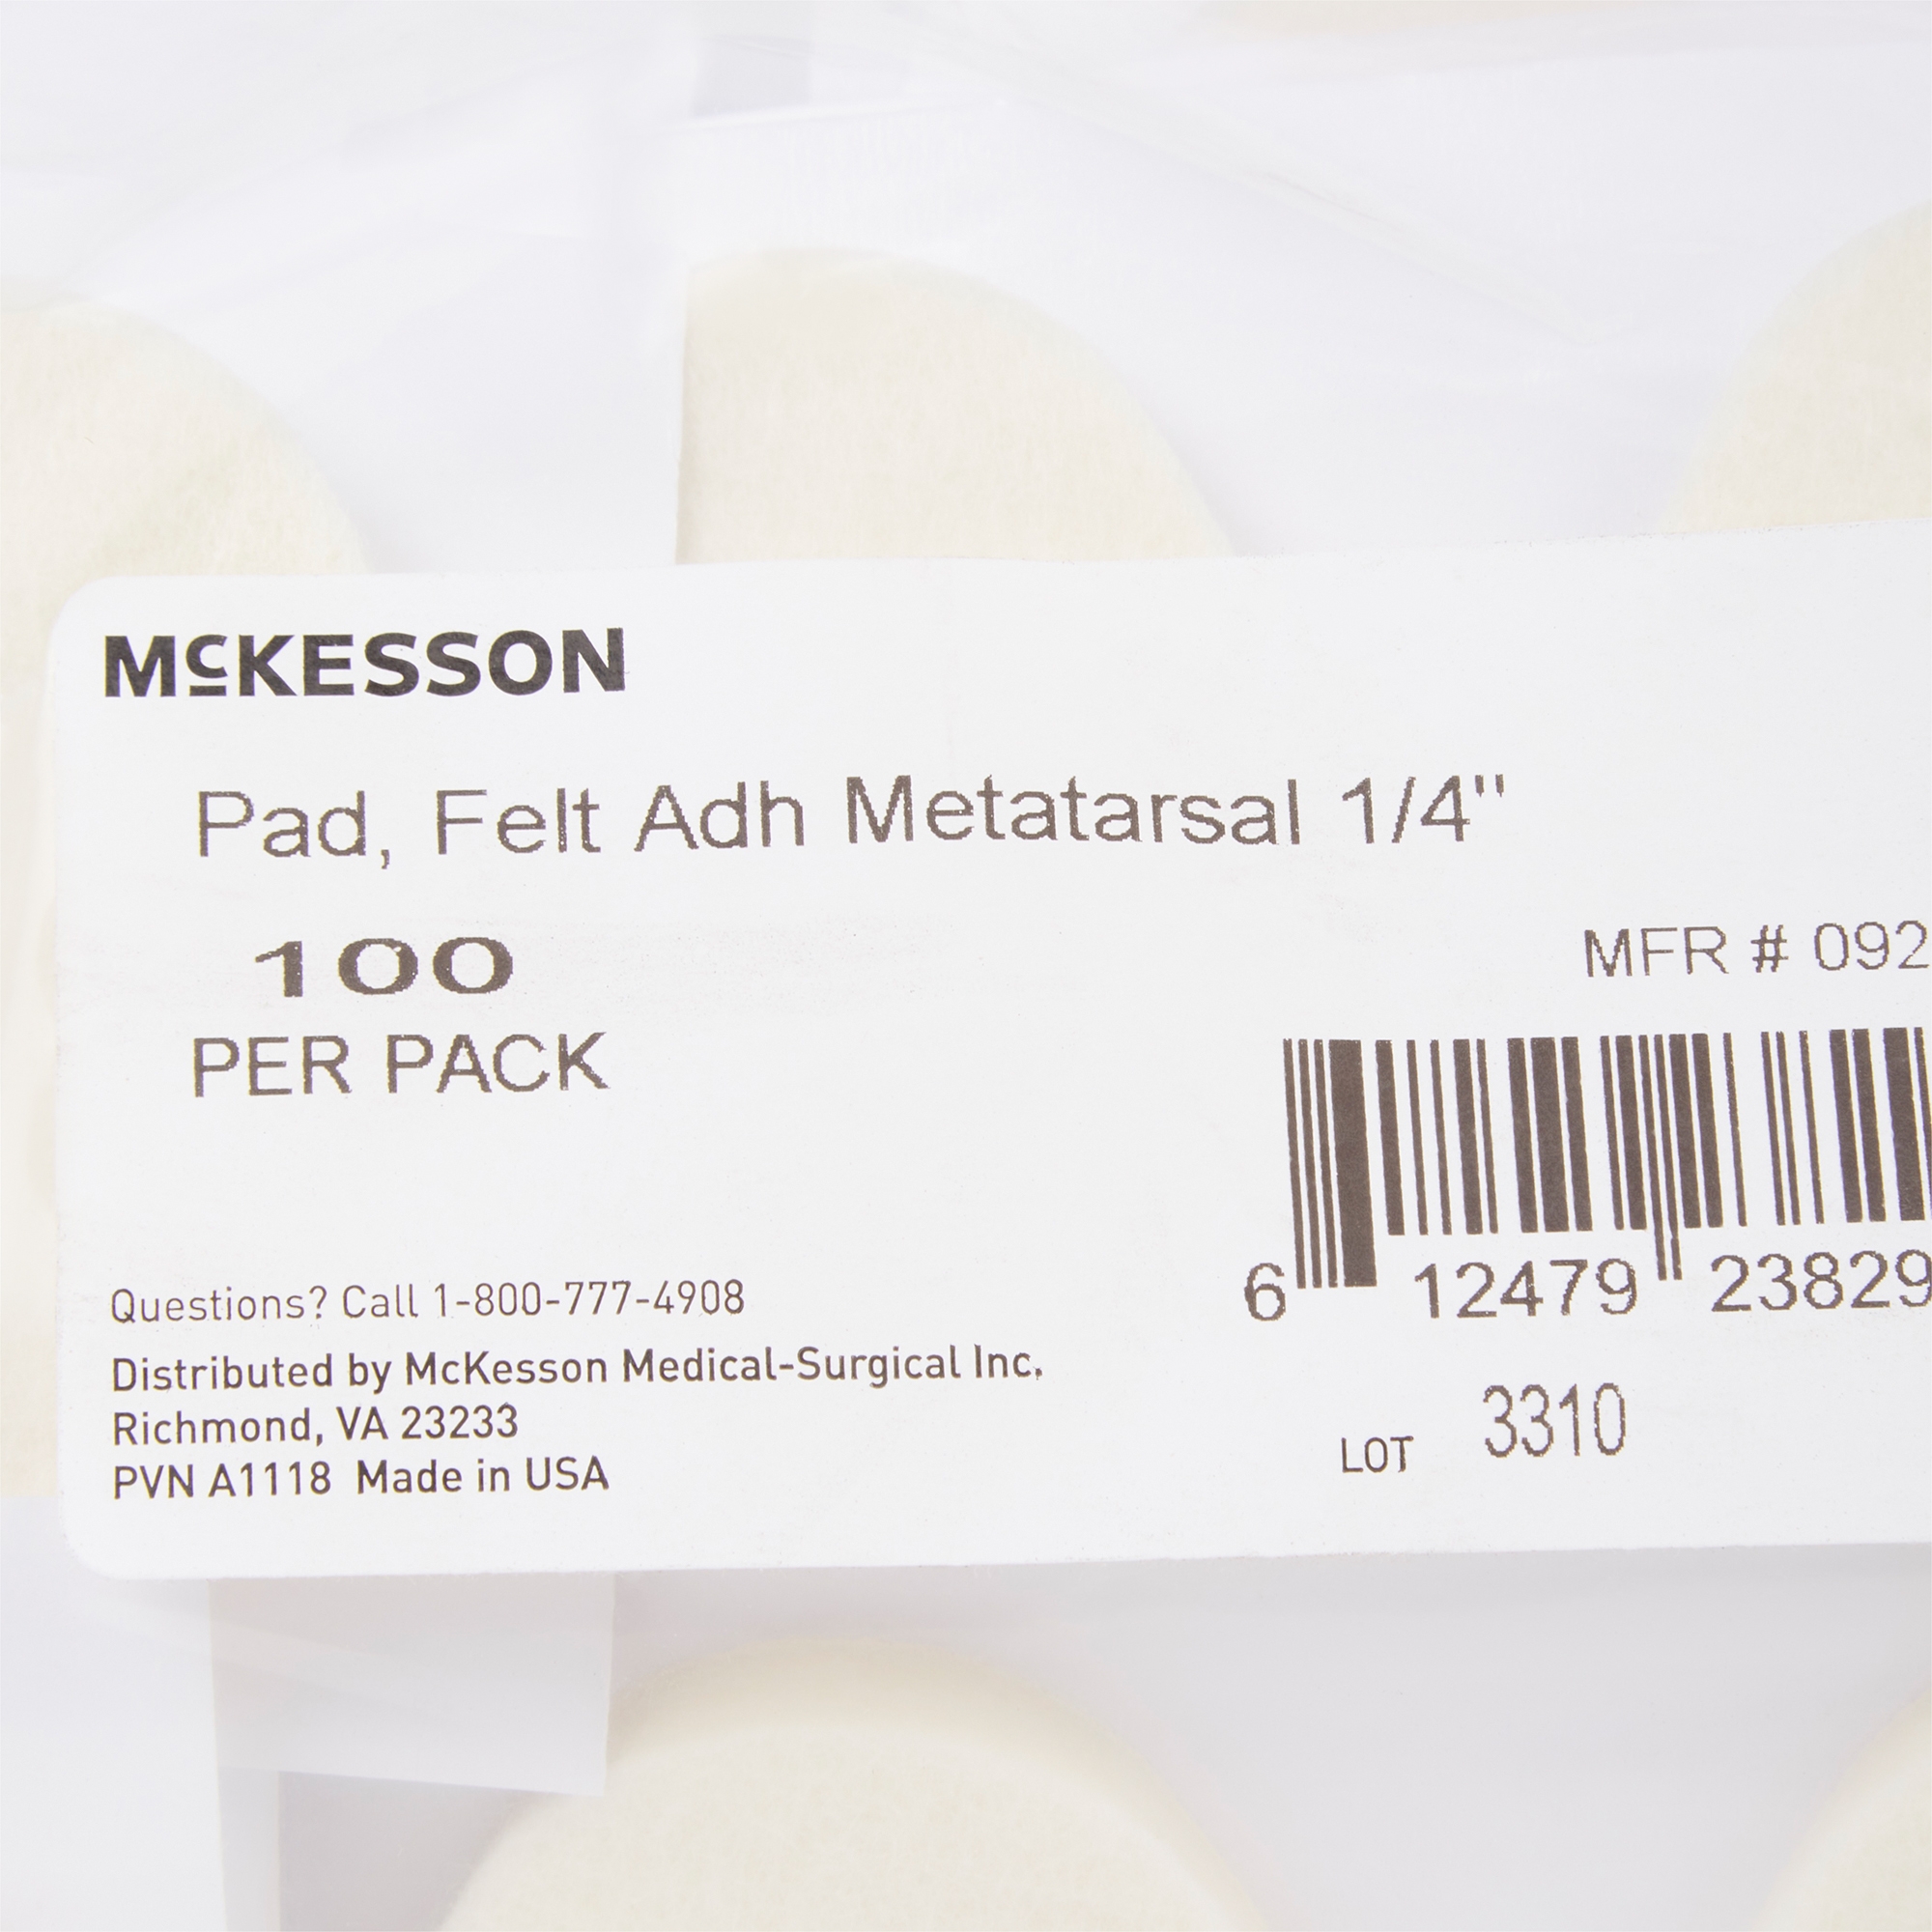 McKESSON
Pad, Felt Adh Metatarsal 1/4"
100
PER PACK
MFR # 092
6 12479 23829
Questions? Call 1-800-777-4908
Distributed by McKesson Medical-Surgical Inc.
Richmond, VA 23233
PVN A1118 Made in USA
LOT 3310